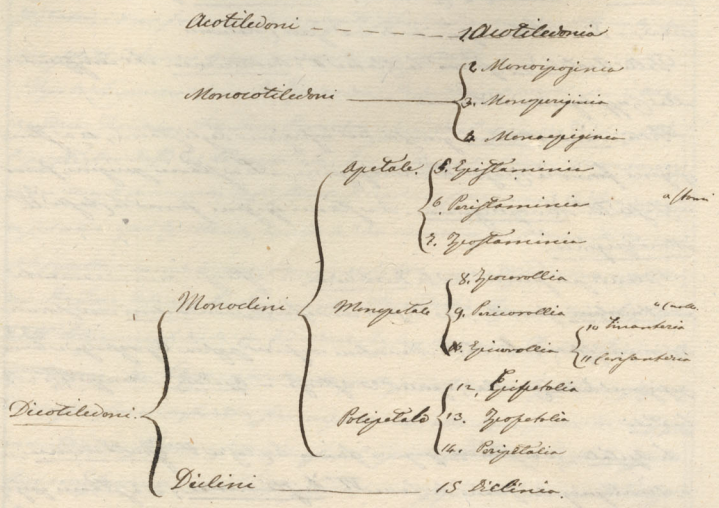 Acotiledoni - - - - - 1 Acotiledonia
2. Monoipoginia
Monocotiledoni 3. Monoperiginia
4. Monoepiginia
Apetale. 5. Epistaminia
6. Peristaminia
7. Ipostaminia
8. Ipocorollia
Monoclini Monopetale 9. Pericorollia
10 Sinanteria
Epicorollia
11 Corisanteria
12. Epipetalia
Dicotiledoni. Polipetale 13. Ipopetalia
14. Peripetalia
Diclini 15 Diclinia.